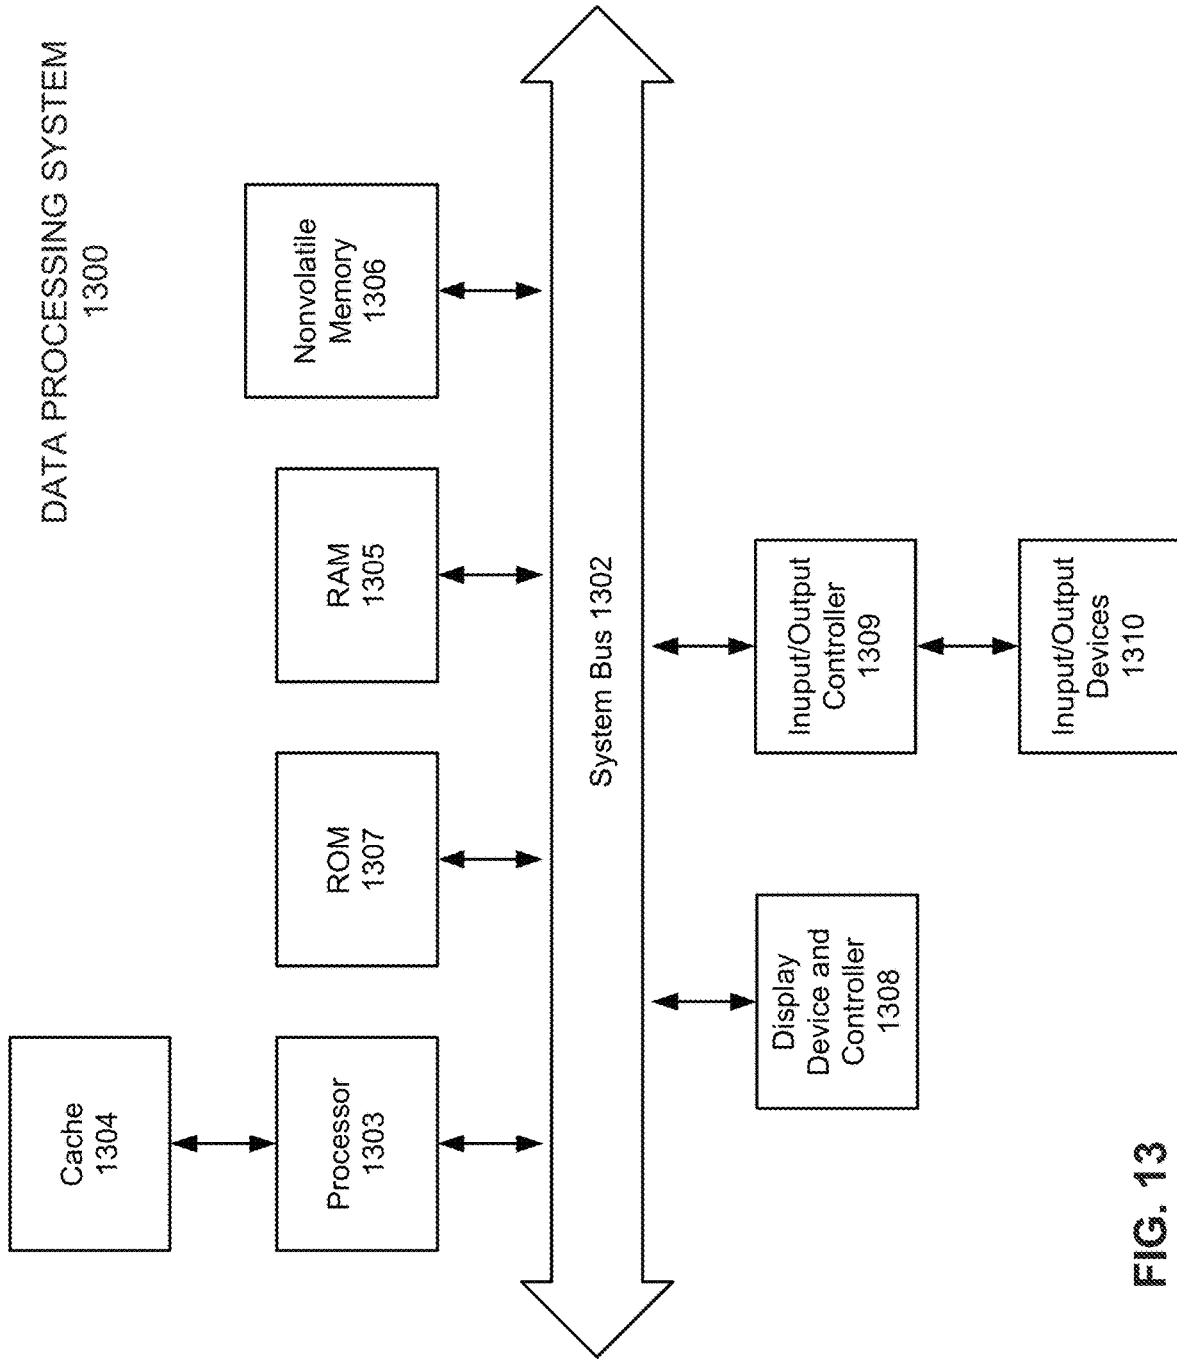 DATA PROCESSING SYSTEM
1300
Cache
1304
Processor
1303
ROM
1307
RAM
1305
Nonvolatile
Memory
1306
System Bus 1302
Display
Device and
Controller
1308
Inuput/Output
Controller
1309
Inuput/Output
Devices
1310
FIG. 13